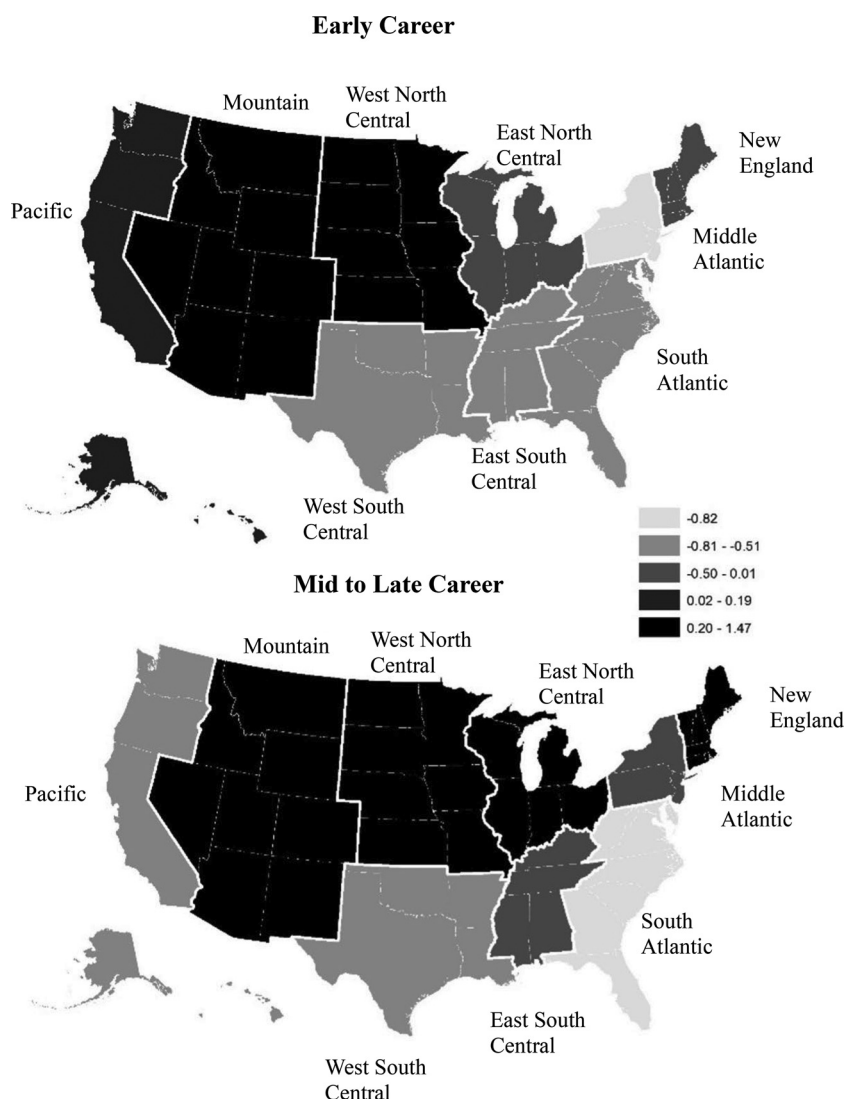 Early Career
Mountain
West North
Central
East North
Central
New
England
Pacific
Middle
Atlantic
South
Atlantic
East South
Central
West South
Central
-0.82
-0.81 - -0.51
-0.50 - 0.01
0.02 - 0.19
0.20 - 1.47
Mid to Late Career
Mountain
West North
Central
East North
Central
New
England
Pacific
Middle
Atlantic
South
Atlantic
East South
Central
West South
Central